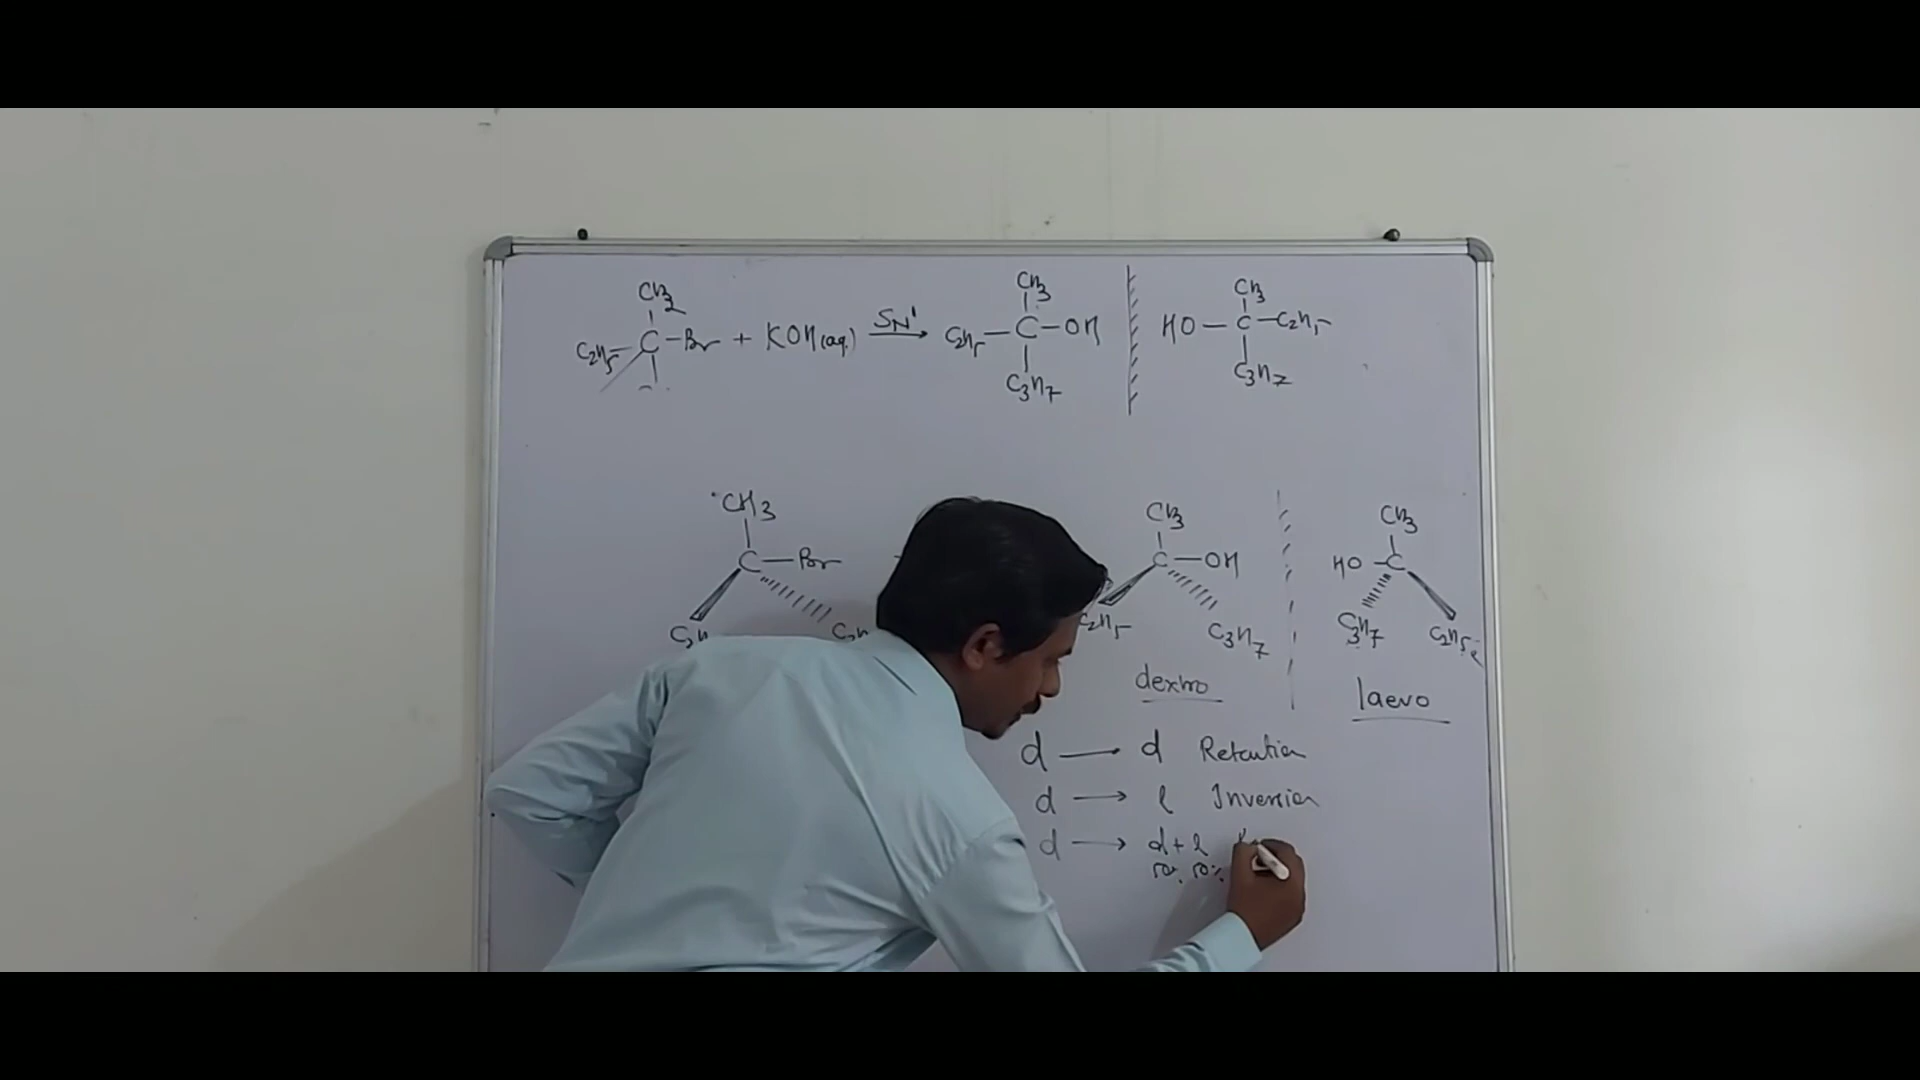 CH3 CH3 CH3
C2H5 — C — Br + KOH(aq.) SN1 → C2H5 — C — OH HO — C — C2H5
C3H7 C3H7
CH3 CH3 CH3
C — Br C — OH HO — C
C2H5 C3H7 C3H7 C2H5
dextro laevo
d → d Retention
d → l Inversion
d → d + l
50% 50%